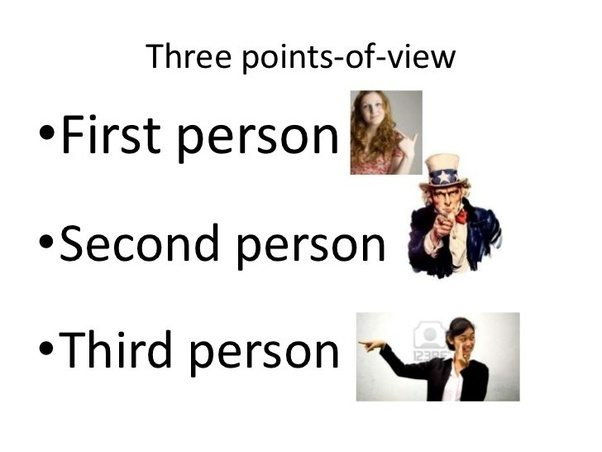 Three points-of-view
•First person
•Second person
•Third person